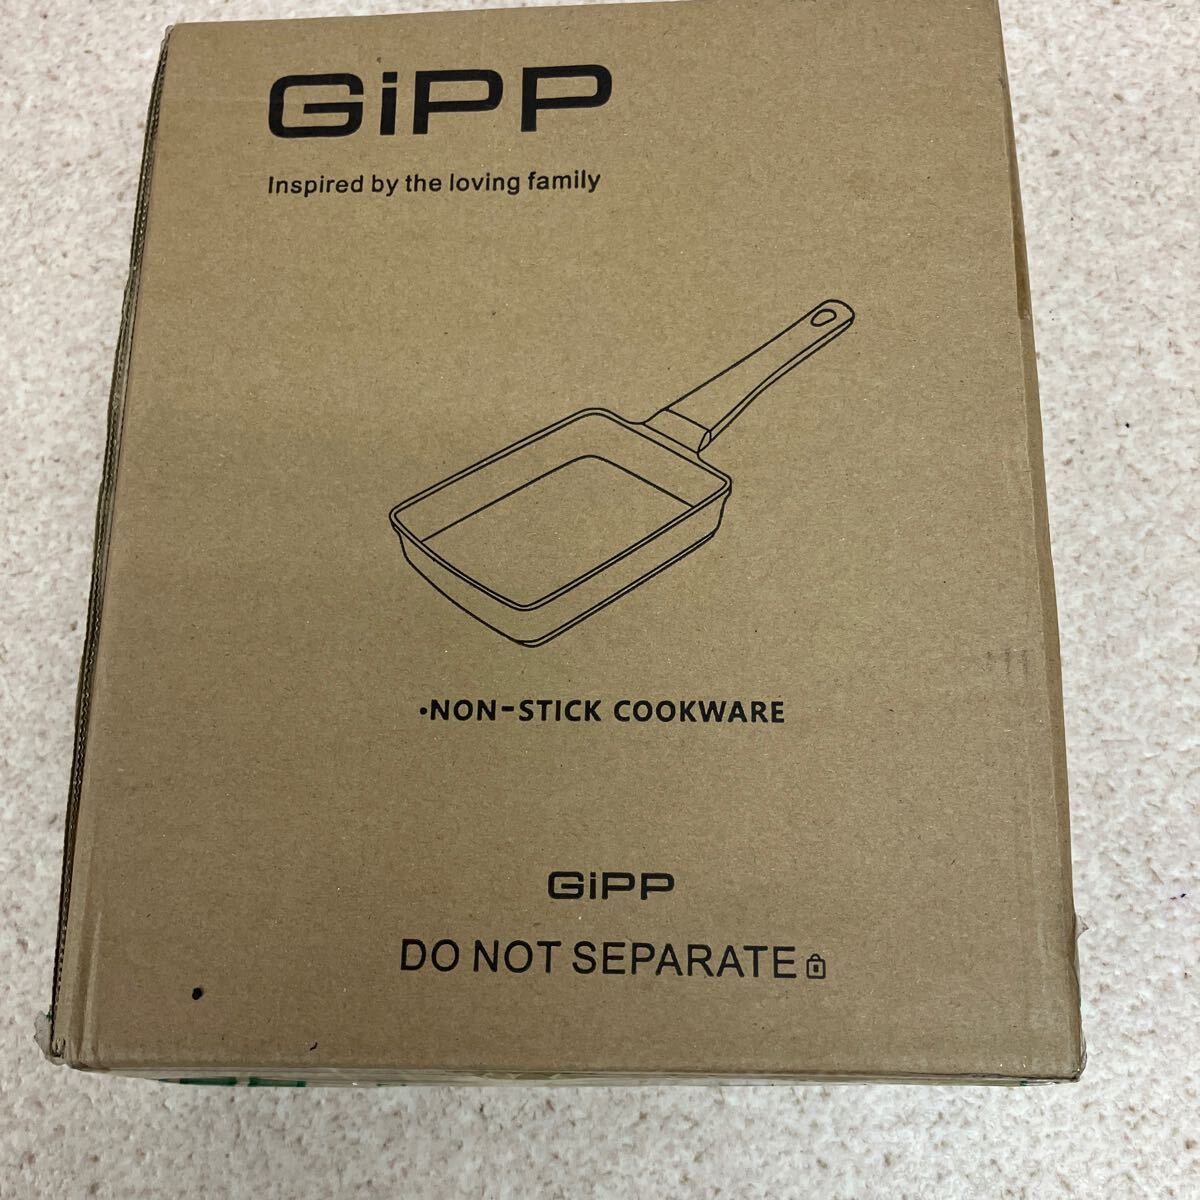 GiPP
Inspired by the loving family
•NON-STICK COOKWARE
GiPP
DO NOT SEPARATE